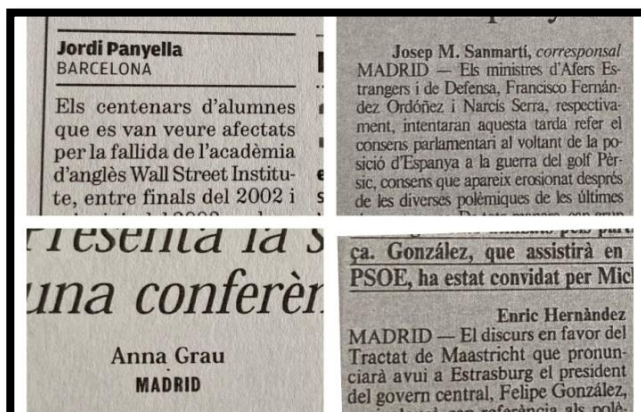 Jordi Panyella
BARCELONA
Els centenars d'alumnes
que es van veure afectats
per la fallida de l'acadèmia
d'anglès Wall Street Institu-
te, entre finals del 2002 i
Josep M. Sanmartí, corresponsal
MADRID — Els ministres d'Afers Es-
trangers i de Defensa, Francisco Fernán-
dez Ordóñez i Narcís Serra, respectiva-
ment, intentaran aquesta tarda refer el
consens parlamentari al voltant de la po-
sició d'Espanya a la guerra del golf Pèr-
sic, consens que apareix erosionat després
de les diverses polèmiques de les últimes
Presenta la s
una conferèn
Anna Grau
MADRID
ça. González, que assistirà en
PSOE, ha estat convidat per Mic
Enric Hernàndez
MADRID — El discurs en favor del
Tractat de Maastricht que pronun-
ciarà avui a Estrasburg el president
del govern central, Felipe González,
referència als polè-